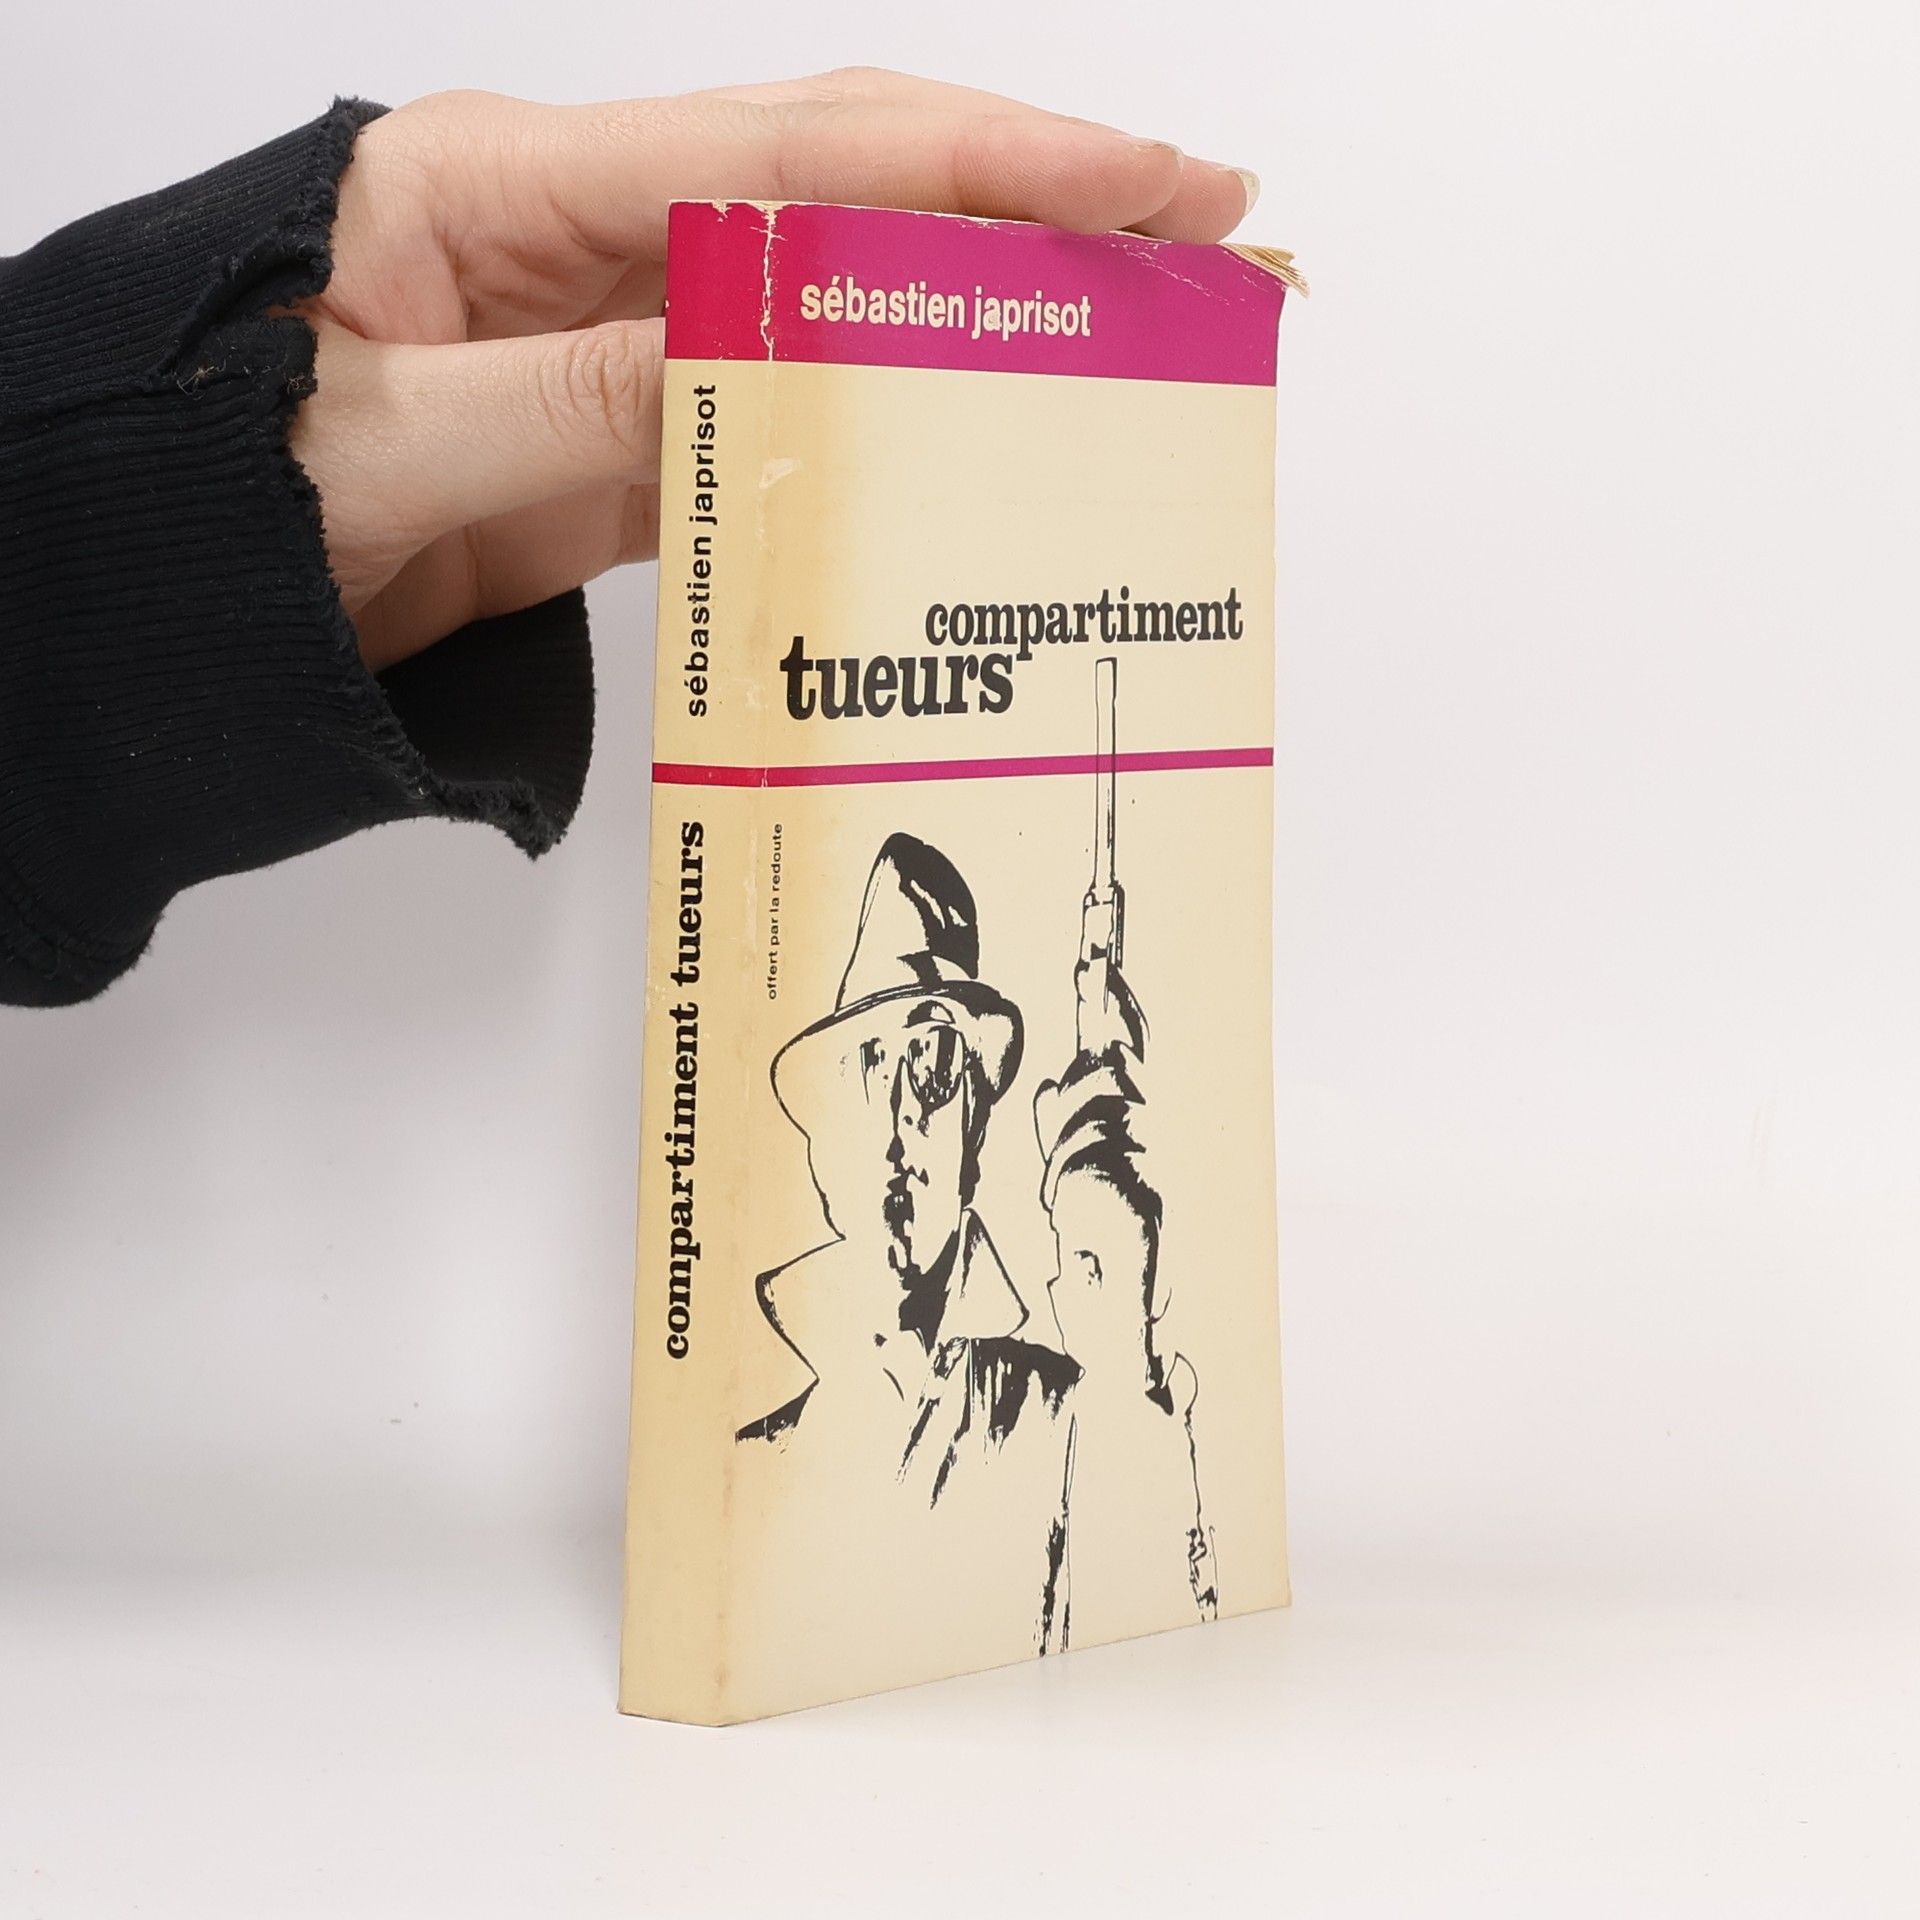 sébastien japrisot
compartiment
tueurs
offert par la redoute
sébastien japrisot
compartiment tueurs